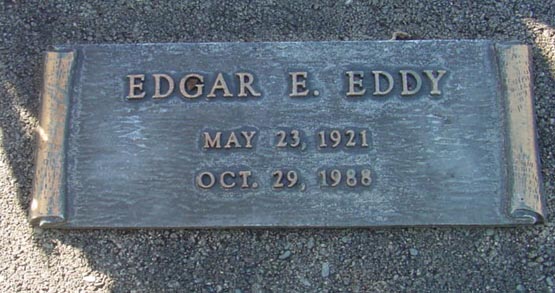 EDGAR E. EDDY
MAY 23, 1921
OCT. 29, 1988